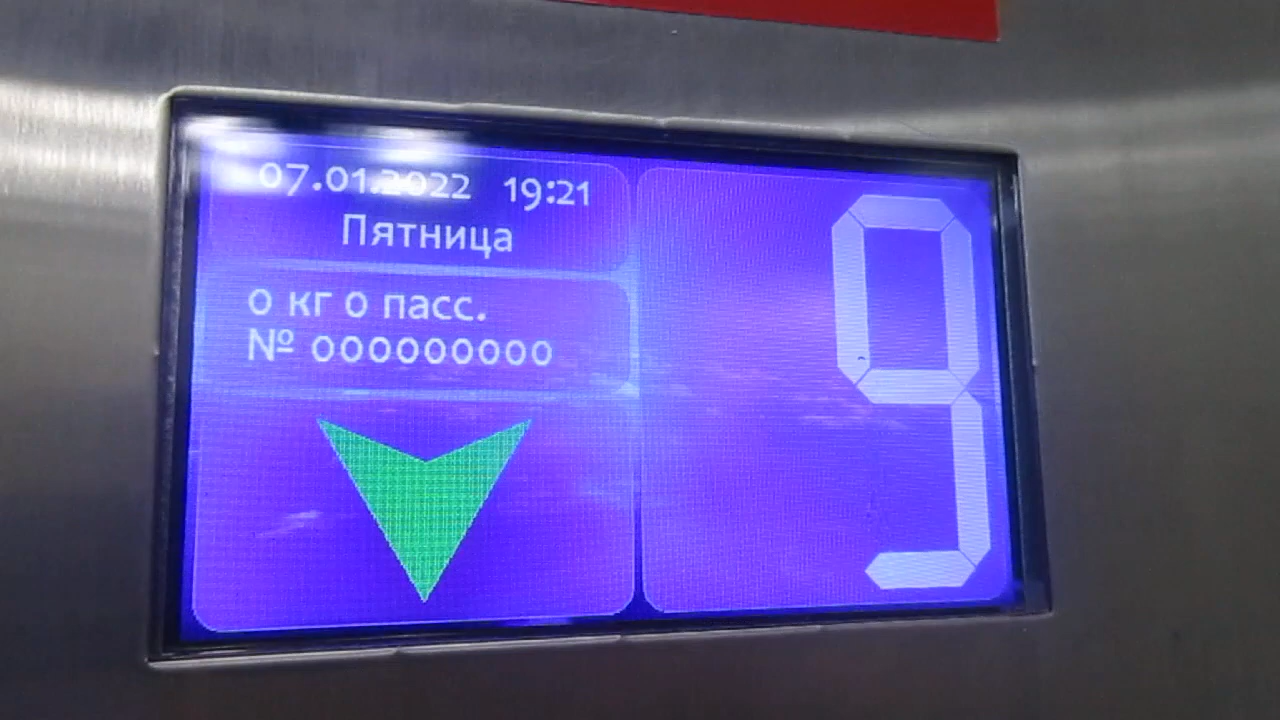 07.01.2022 19:21
Пятница
0 кг 0 пасс.
№ 000000000
9